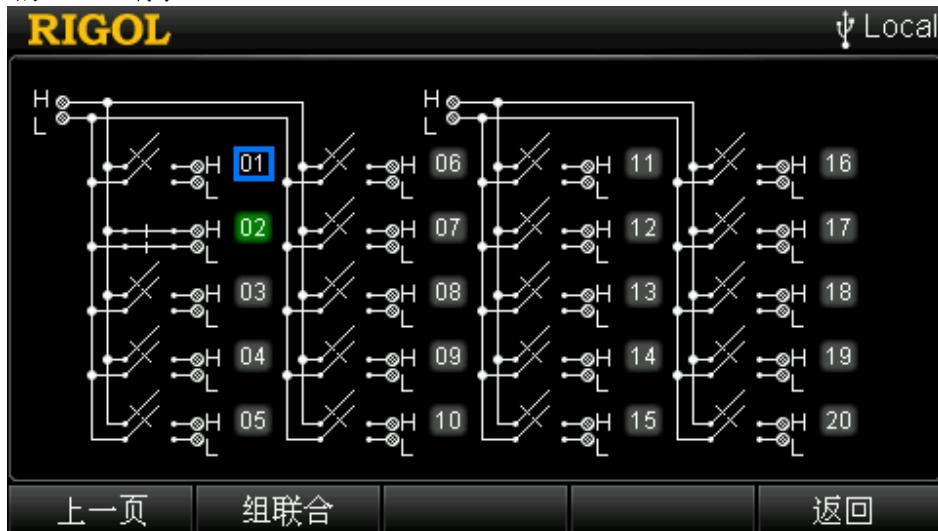 RIGOL Local
H H
L L
H 01 H 06 H 11 H 16
L L L L
H 02 H 07 H 12 H 17
L L L L
H 03 H 08 H 13 H 18
L L L L
H 04 H 09 H 14 H 19
L L L L
H 05 H 10 H 15 H 20
L L L L
上一页 组联合 返回